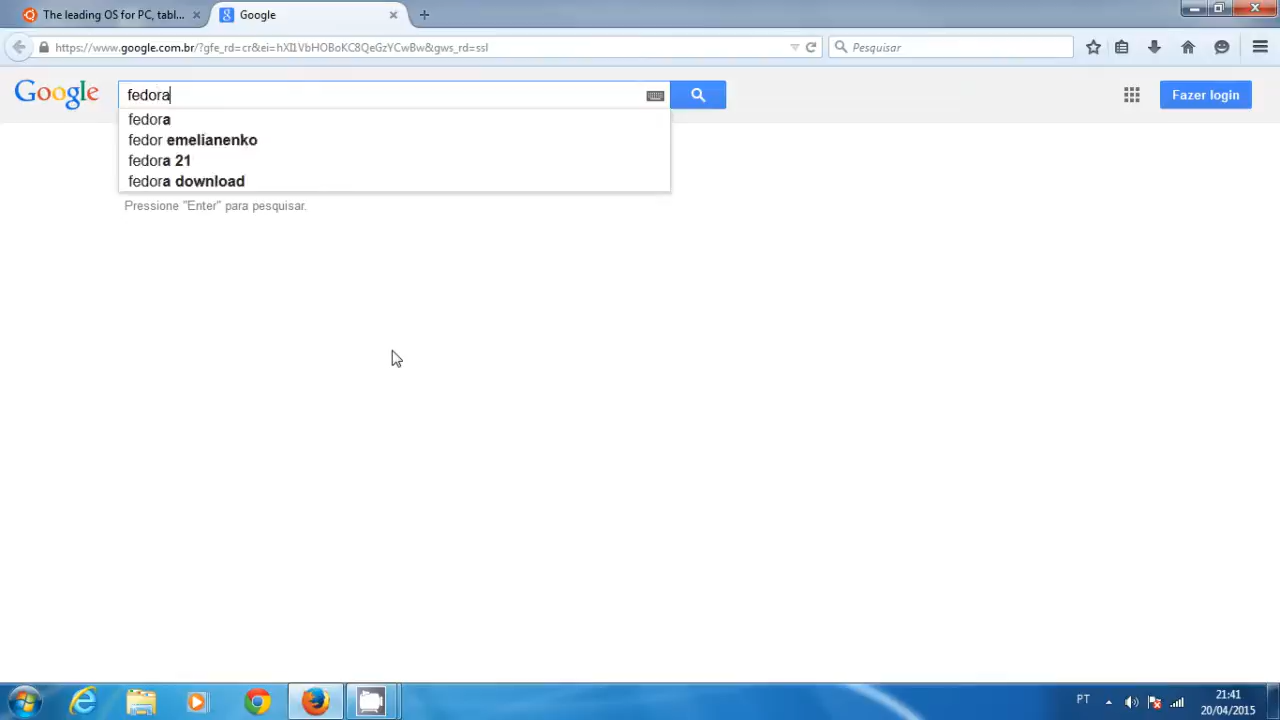 The leading OS for PC, tabl...
Google
https://www.google.com.br/?gfe_rd=cr&ei=hXI1VbHOBoKC8QeGzYCwBw&gws_rd=ssl
Pesquisar
Google
fedora
Fazer login
fedora
fedor emelianenko
fedora 21
fedora download
Pressione "Enter" para pesquisar.
PT
21:41
20/04/2015